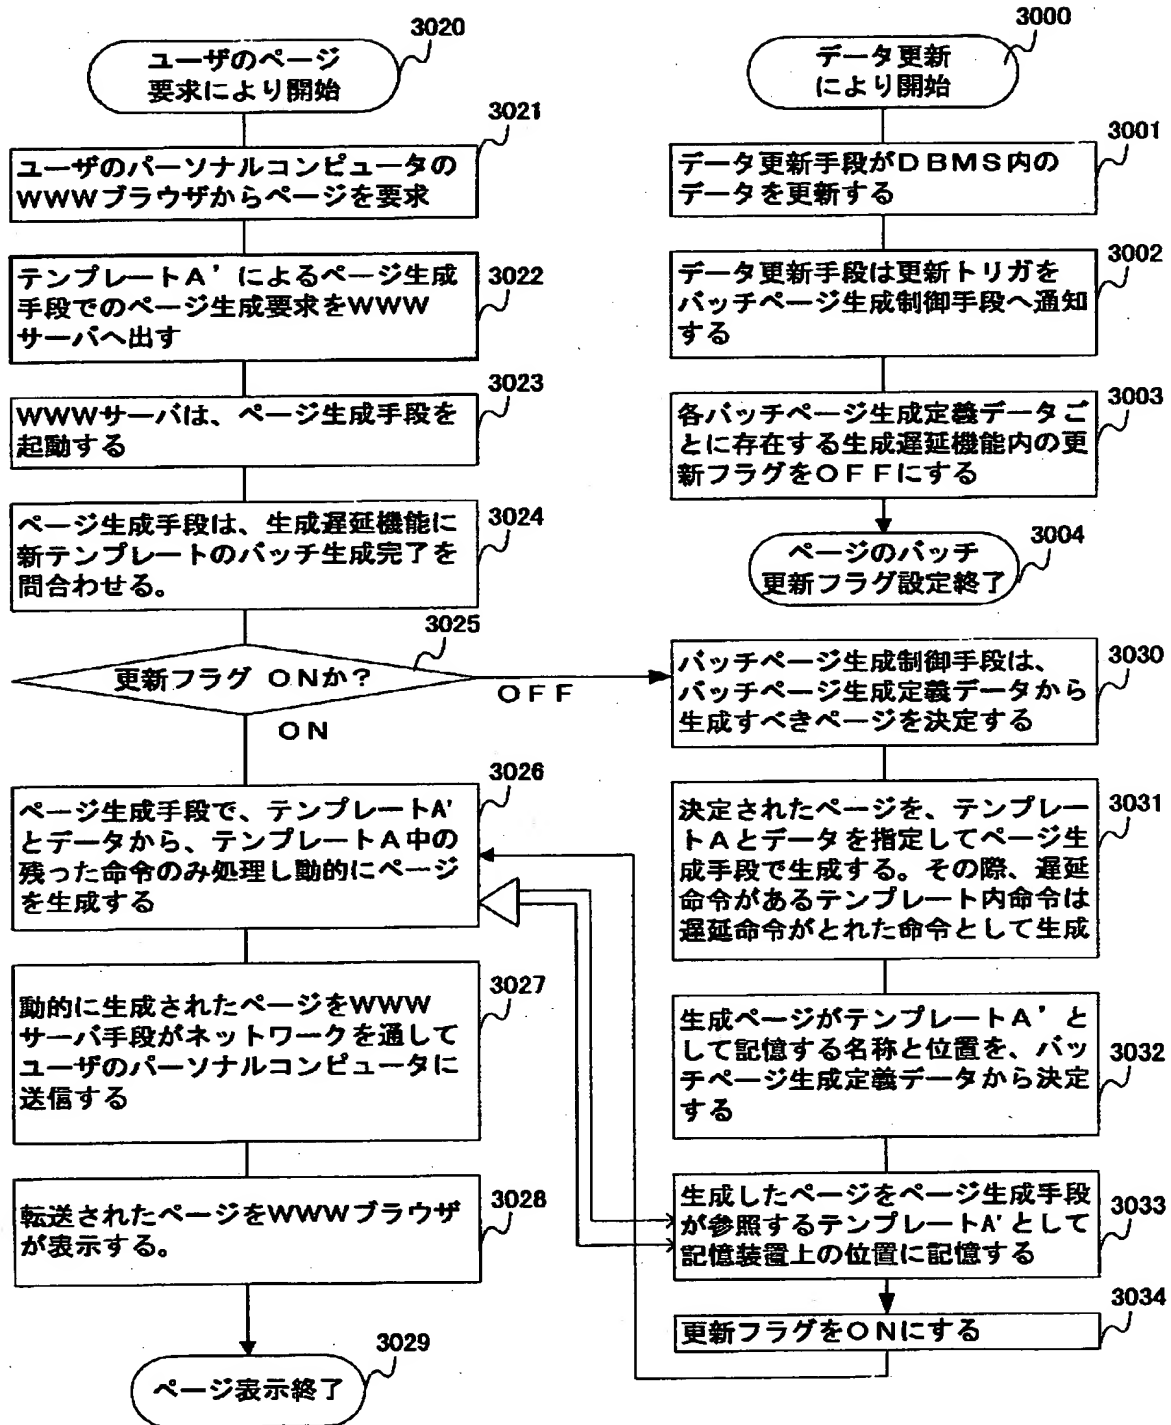 3020
ユーザのページ
要求により開始
3021
ユーザのパーソナルコンピュータの
WWWブラウザからページを要求
3022
テンプレートA'によるページ生成
手段でのページ生成要求をWWW
サーバへ出す
3023
WWWサーバは、ページ生成手段を
起動する
3024
ページ生成手段は、生成遅延機能に
新テンプレートのバッチ生成完了を
問合わせる。
3025
更新フラグ ONか?
OFF
ON
3026
ページ生成手段で、テンプレートA'
とデータから、テンプレートA中の
残った命令のみ処理し動的にページ
を生成する
3027
動的に生成されたページをWWW
サーバ手段がネットワークを通して
ユーザのパーソナルコンピュータに
送信する
3028
転送されたページをWWWブラウザ
が表示する。
3029
ページ表示終了
3000
データ更新
により開始
3001
データ更新手段がDBMS内の
データを更新する
3002
データ更新手段は更新トリガを
バッチページ生成制御手段へ通知
する
3003
各バッチページ生成定義データご
とに存在する生成遅延機能内の更
新フラグをOFFにする
3004
ページのバッチ
更新フラグ設定終了
3030
バッチページ生成制御手段は、
バッチページ生成定義データから
生成すべきページを決定する
3031
決定されたページを、テンプレー
トAとデータを指定してページ生
成手段で生成する。その際、遅延
命令があるテンプレート内命令は
遅延命令がとれた命令として生成
3032
生成ページがテンプレートA'と
して記憶する名称と位置を、バッ
チページ生成定義データから決定
する
3033
生成したページをページ生成手段
が参照するテンプレートA'として
記憶装置上の位置に記憶する
3034
更新フラグをONにする